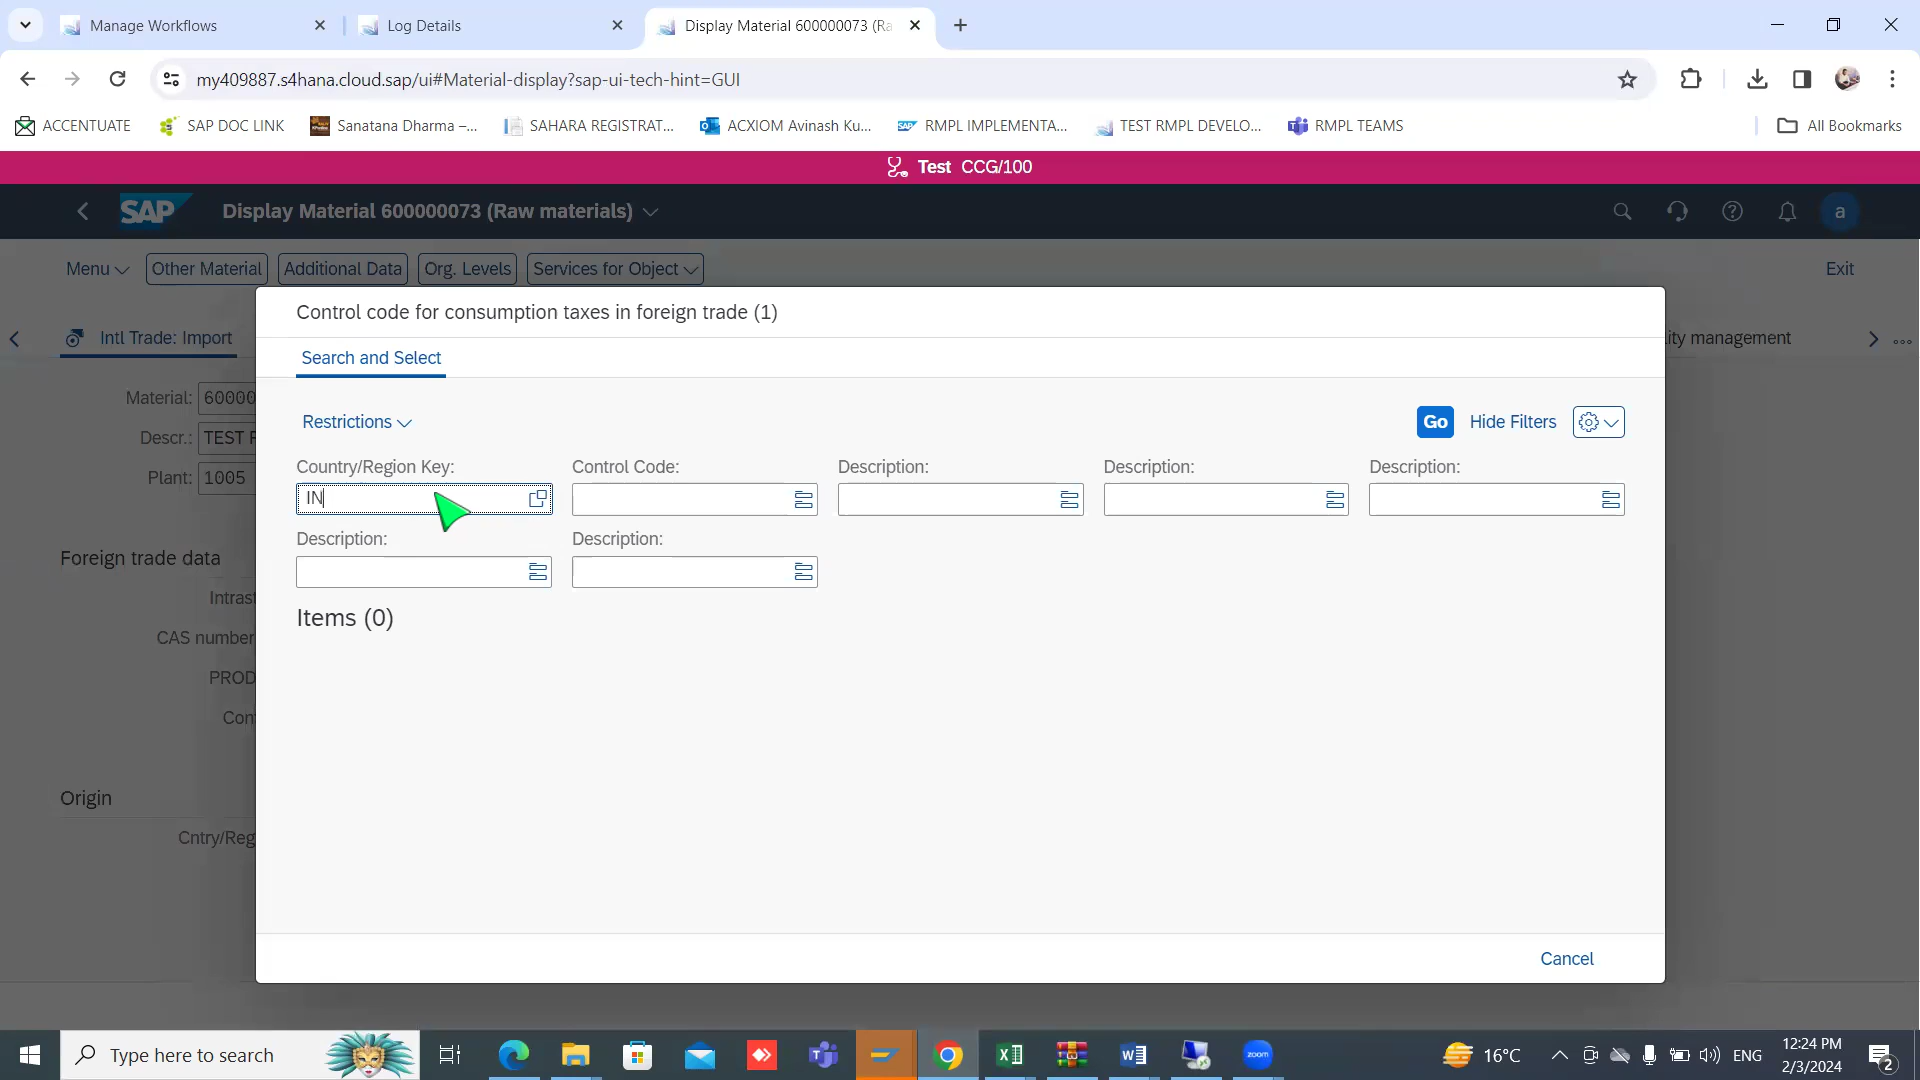 Manage Workflows
Log Details
Display Material 600000073 (Ra
my409887.s4hana.cloud.sap/ui#Material-display?sap-ui-tech-hint=GUI
ACCENTUATE
SAP DOC LINK
Sanatana Dharma –...
SAHARA REGISTRAT...
ACXIOM Avinash Ku...
RMPL IMPLEMENTA...
TEST RMPL DEVELO...
RMPL TEAMS
All Bookmarks
Test CCG/100
SAP
Display Material 600000073 (Raw materials)
a
Menu
Other Material
Additional Data
Org. Levels
Services for Object
Exit
Control code for consumption taxes in foreign trade (1)
Intl Trade: Import
lity management
Search and Select
Material: 60000
Descr.: TEST
Plant: 1005
Restrictions
Go
Hide Filters
Country/Region Key:
Control Code:
Description:
Description:
Description:
IN
Description:
Description:
Foreign trade data
Items (0)
Intrast
CAS number
PROD
Con
Origin
Cntry/Reg
Cancel
Type here to search
zoom
16°C
ENG
12:24 PM
2/3/2024
2